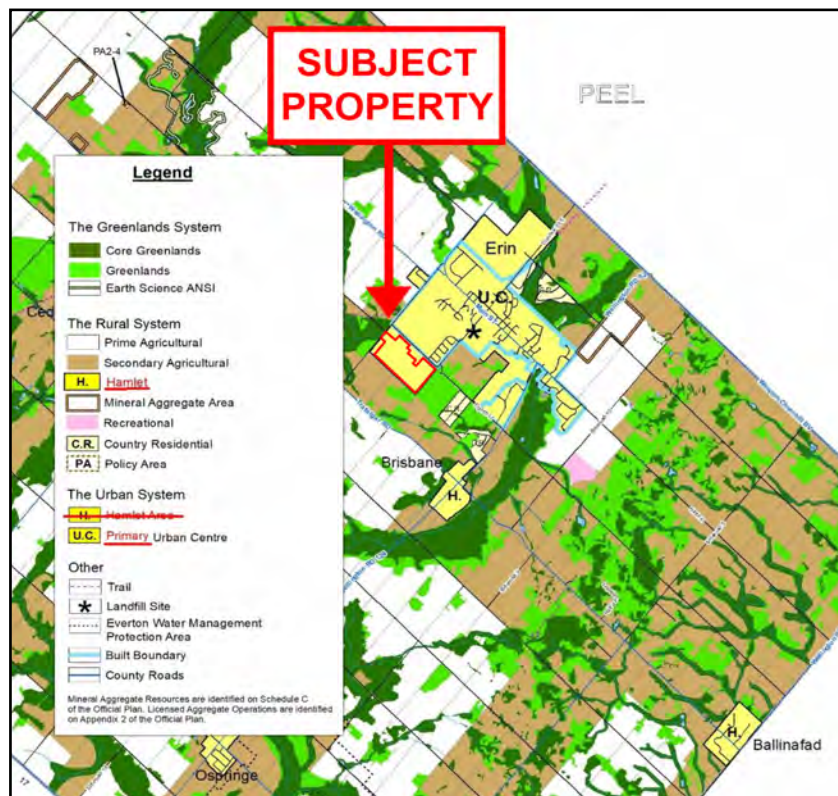 SUBJECT
PROPERTY
PA2-4
PEEL
Legend
The Greenlands System
Core Greenlands
Greenlands
Earth Science ANSI
The Rural System
Prime Agricultural
Secondary Agricultural
H. Hamlet
Mineral Aggregate Area
Recreational
C.R. Country Residential
PA Policy Area
The Urban System
H. Hamlet Area
U.C. Primary Urban Centre
Other
Trail
Landfill Site
Everton Water Management
Protection Area
Built Boundary
County Roads
Mineral Aggregate Resources are identified on Schedule C
of the Official Plan. Licensed Aggregate Operations are identified
on Appendix 2 of the Official Plan.
Erin
U.C.
Brisbane
H.
H.
Ballinafad
Ospringe
17